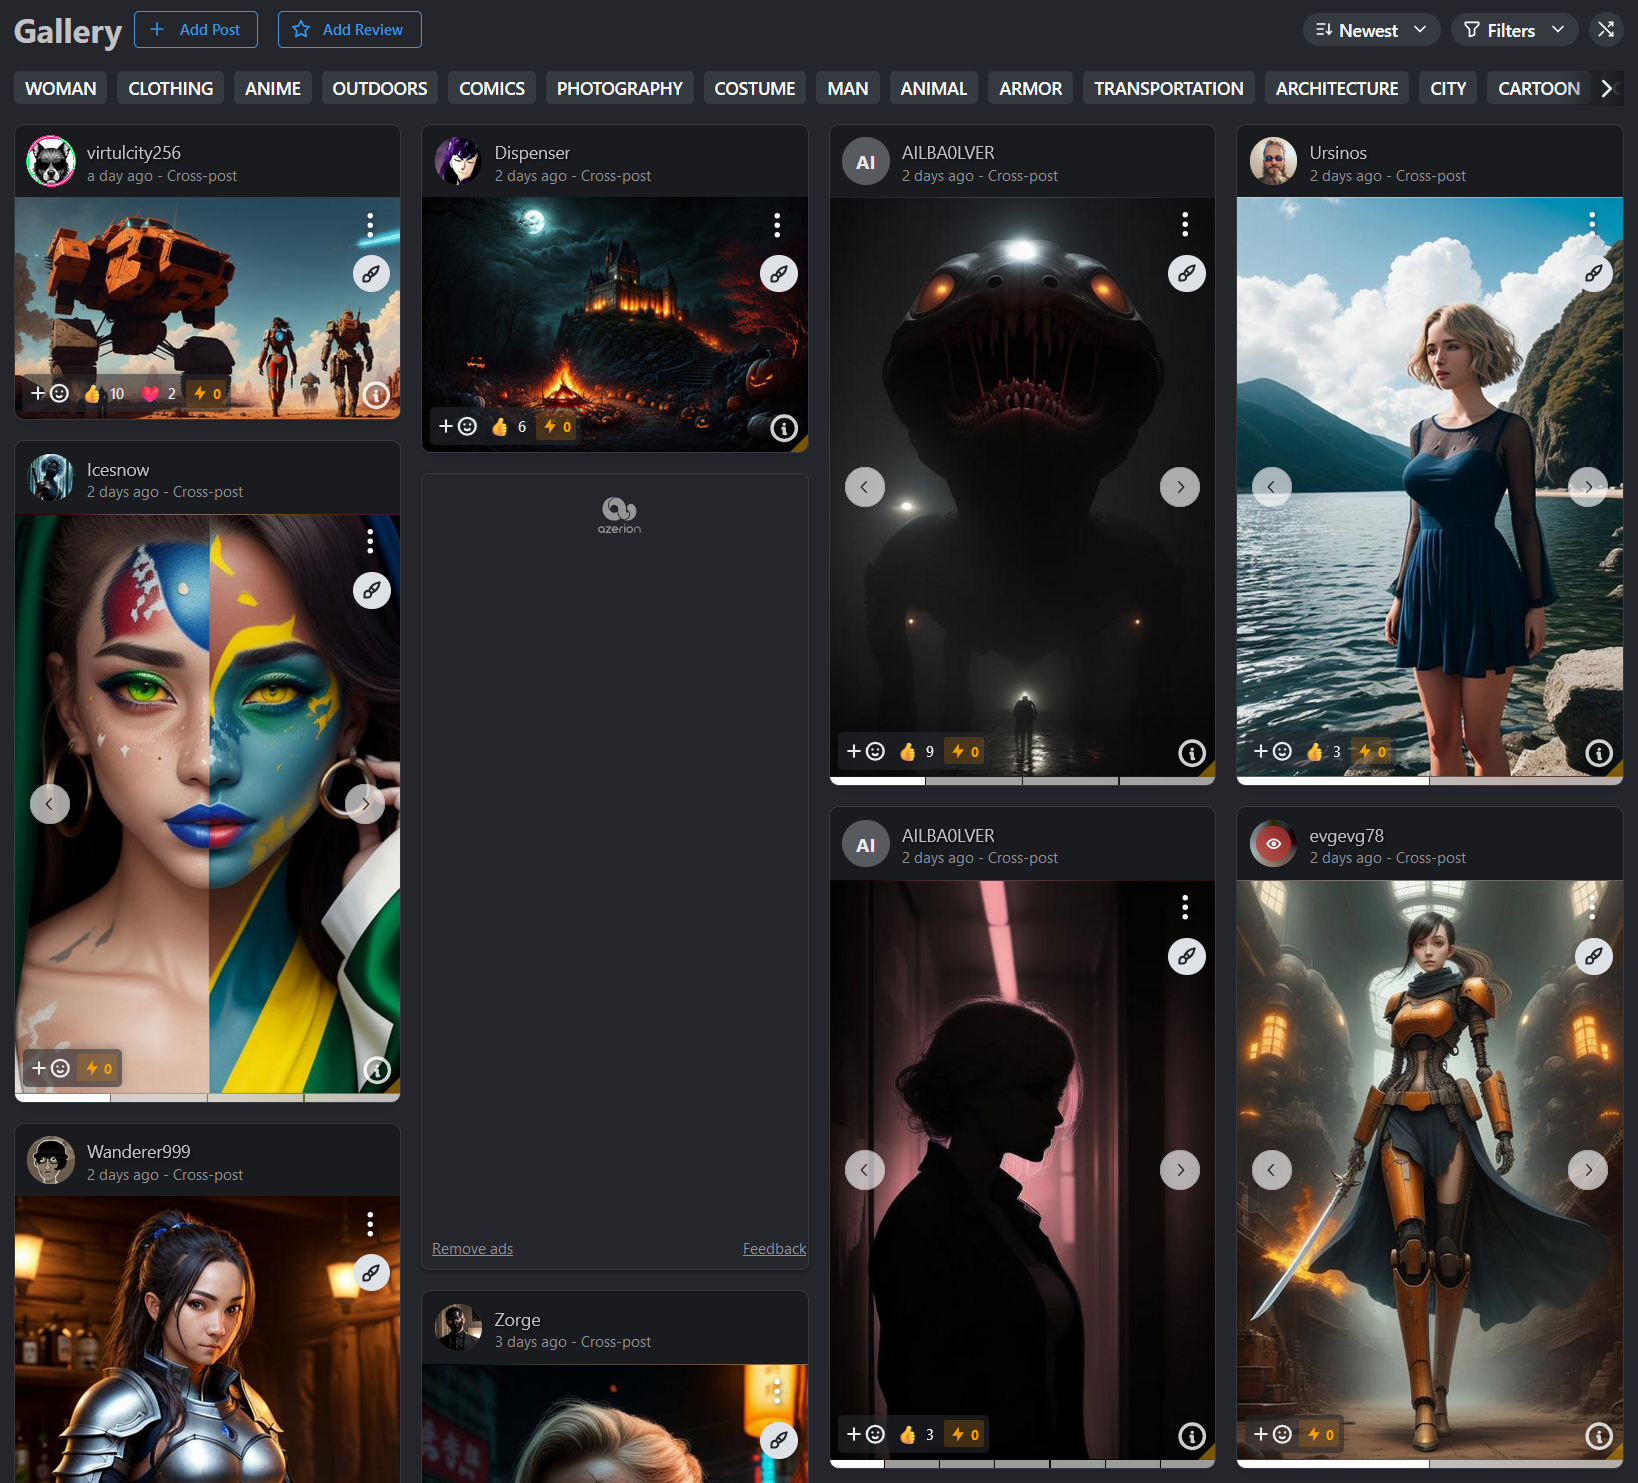 Gallery
Add Post
Add Review
Newest
Filters
WOMAN
CLOTHING
ANIME
OUTDOORS
COMICS
PHOTOGRAPHY
COSTUME
MAN
ANIMAL
ARMOR
TRANSPORTATION
ARCHITECTURE
CITY
CARTOON
virtulcity256
a day ago - Cross-post
10
2
0
Icesnow
2 days ago - Cross-post
0
Wanderer999
2 days ago - Cross-post
Dispenser
2 days ago - Cross-post
6
0
azerion
Remove ads
Feedback
Zorge
3 days ago - Cross-post
AI
AILBA0LVER
2 days ago - Cross-post
9
0
AI
AILBA0LVER
2 days ago - Cross-post
3
0
Ursinos
2 days ago - Cross-post
3
0
evgevg78
2 days ago - Cross-post
0